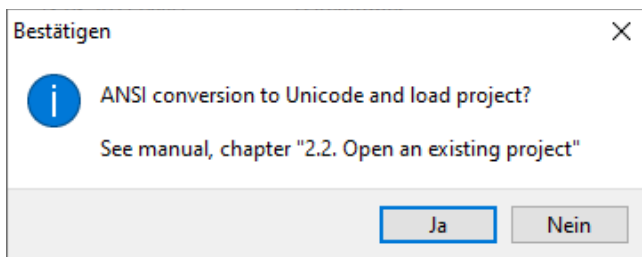 Bestätigen
ANSI conversion to Unicode and load project?
See manual, chapter "2.2. Open an existing project"
Ja
Nein